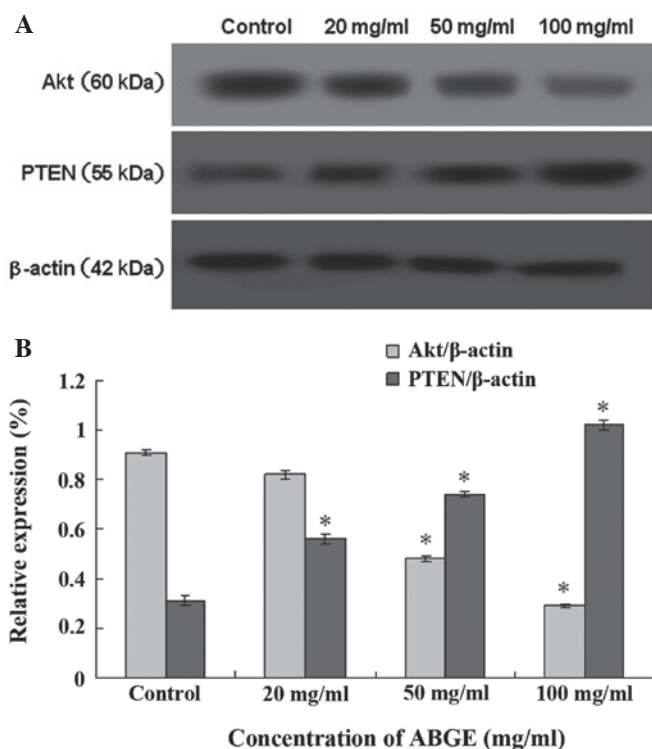 A
Control 20 mg/ml 50 mg/ml 100 mg/ml
Akt (60 kDa)
PTEN (55 kDa)
β-actin (42 kDa)
B
Akt/β-actin
PTEN/β-actin
Relative expression (%)
1.2
1
0.8
0.6
0.4
0.2
0
* * * * *
Control 20 mg/ml 50 mg/ml 100 mg/ml
Concentration of ABGE (mg/ml)